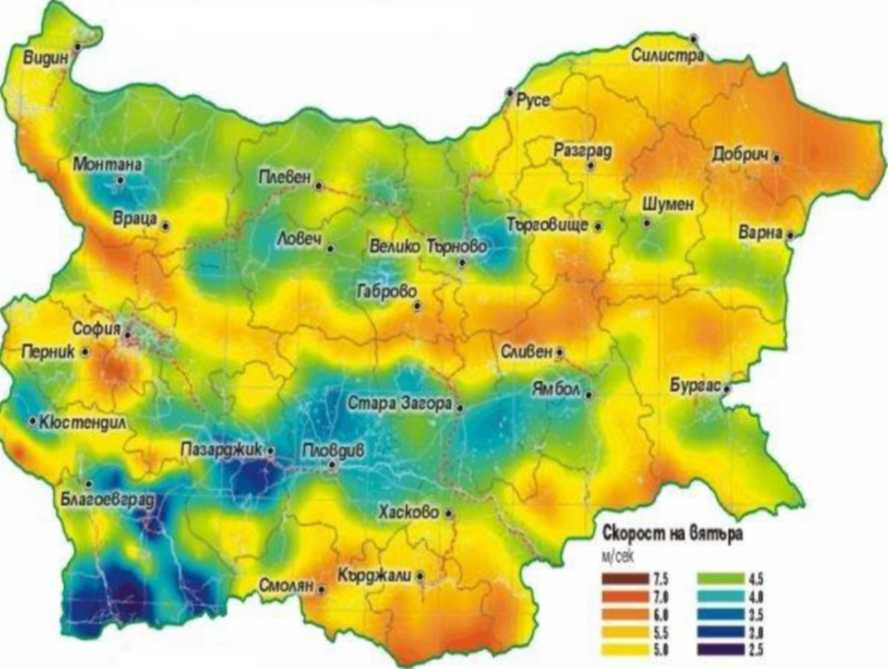 Видин
Силистра
Русе
Монтана
Плевен
Разград
Добрич
Враца
Ловеч
Велико Търново
Търговище
Шумен
Варна
Габрово
София
Перник
Сливен
Ямбол
Бургас
Кюстендил
Стара Загора
Пазарджик
Пловдив
Благоевград
Хасково
Смолян
Кърджали
Скорост на вятъра
м/сек
7.5 4.5
7.0 4.0
6.0 3.5
5.5 3.0
5.0 2.5